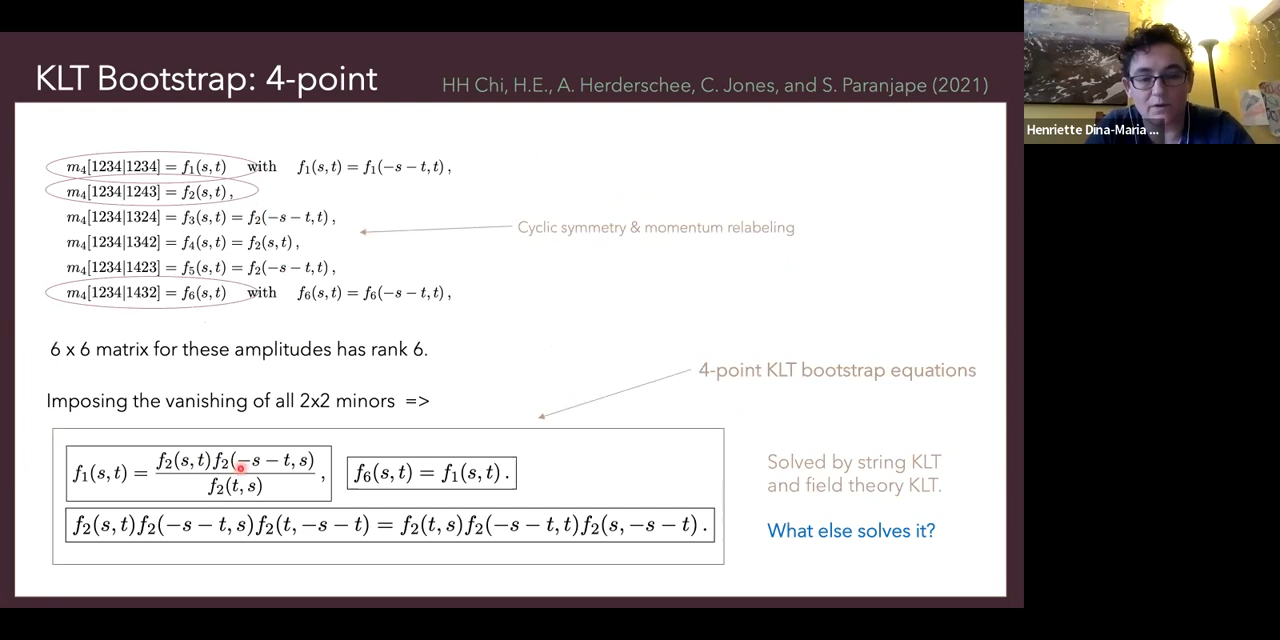 KLT Bootstrap: 4-point
HH Chi, H.E., A. Herderschee, C. Jones, and S. Paranjape (2021)
Henriette Dina-Maria ...
m₄[1234|1234] = f₁(s, t) with f₁(s, t) = f₁(−s − t, t) ,
m₄[1234|1243] = f₂(s, t) ,
m₄[1234|1324] = f₃(s, t) = f₂(−s − t, t) ,
Cyclic symmetry & momentum relabeling
m₄[1234|1342] = f₄(s, t) = f₂(s, t) ,
m₄[1234|1423] = f₅(s, t) = f₂(−s − t, t) ,
m₄[1234|1432] = f₆(s, t) with f₆(s, t) = f₆(−s − t, t) ,
6 x 6 matrix for these amplitudes has rank 6.
4-point KLT bootstrap equations
Imposing the vanishing of all 2x2 minors =>
f₁(s, t) = f₂(s, t)f₂(−s − t, s) / f₂(t, s) , f₆(s, t) = f₁(s, t) .
f₂(s, t)f₂(−s − t, s)f₂(t, −s − t) = f₂(t, s)f₂(−s − t, t)f₂(s, −s − t) .
Solved by string KLT
and field theory KLT.
What else solves it?